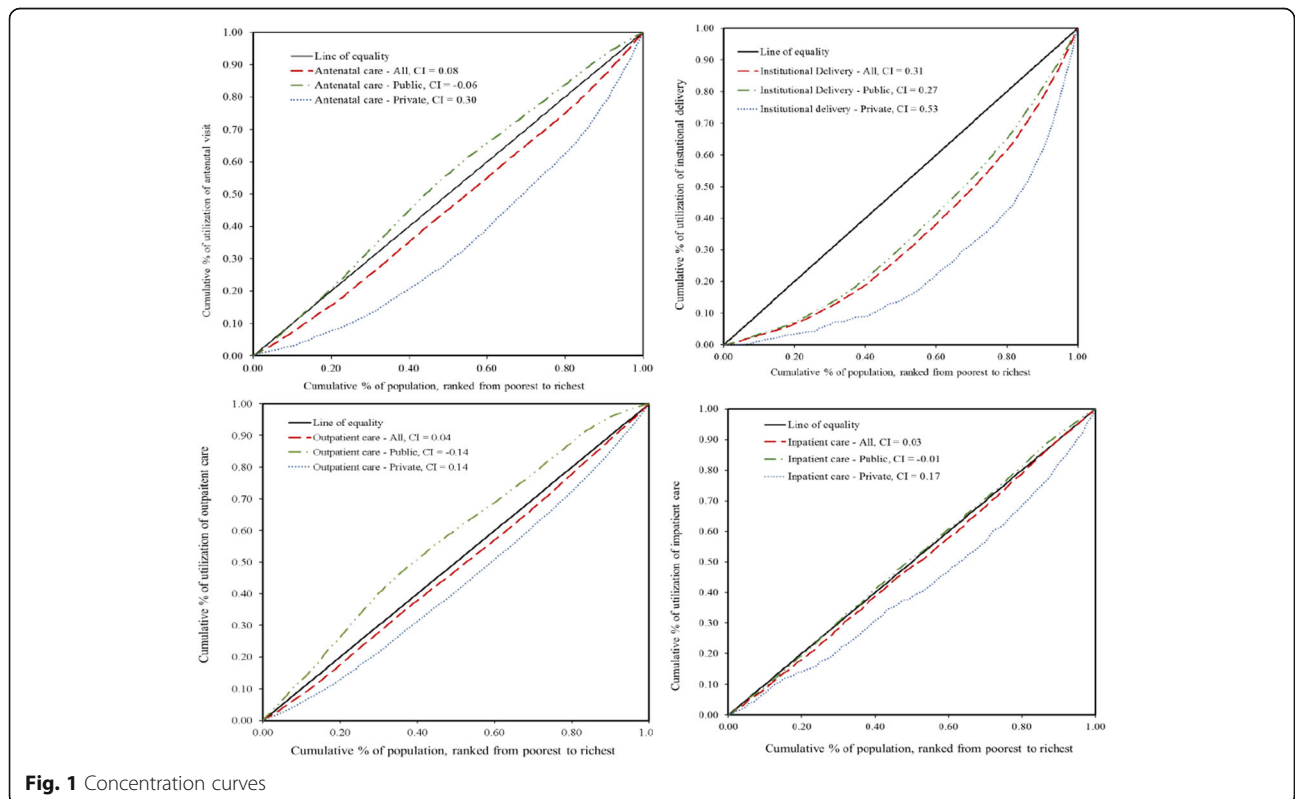 1.00
0.90
0.80
0.70
0.60
0.50
0.40
0.30
0.20
0.10
0.00
Cumulative % of utilization of antenatal visit
Line of equality
Antenatal care - All, CI = 0.08
Antenatal care - Public, CI = -0.06
Antenatal care - Private, CI = 0.30
0.00 0.20 0.40 0.60 0.80 1.00
Cumulative % of population, ranked from poorest to richest
1.00
0.90
0.80
0.70
0.60
0.50
0.40
0.30
0.20
0.10
0.00
Cumulative % of utilization of instutional delivery
Line of equality
Institutional Delivery - All, CI = 0.31
Institutional Delivery - Public, CI = 0.27
Institutional delivery - Private, CI = 0.53
0.00 0.20 0.40 0.60 0.80 1.00
Cumulative % of population, ranked from poorest to richest
1.00
0.90
0.80
0.70
0.60
0.50
0.40
0.30
0.20
0.10
0.00
Cumulative % of utilization of outpaitent care
Line of equality
Outpatient care - All, CI = 0.04
Outpatient care - Public, CI = -0.14
Outpatient care - Private, CI = 0.14
0.00 0.20 0.40 0.60 0.80 1.0
Cumulative % of population, ranked from poorest to richest
1.00
0.90
0.80
0.70
0.60
0.50
0.40
0.30
0.20
0.10
0.00
Cumulative % of utilization of impatient care
Line of equality
Inpatient care - All, CI = 0.03
Inpatient care - Public, CI = -0.01
Inpatient care - Private, CI = 0.17
0.00 0.20 0.40 0.60 0.80 1.00
Cumulative % of population, ranked from poorest to richest
Fig. 1 Concentration curves